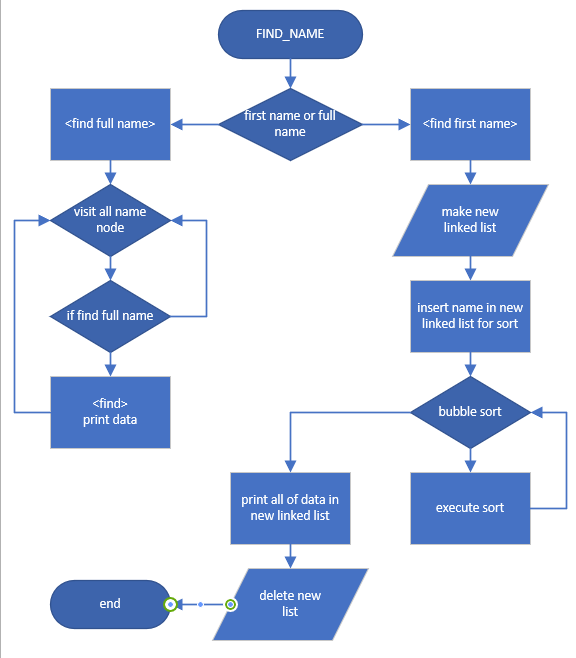 FIND_NAME
<find full name>
first name or full
name
<find first name>
visit all name
node
make new
linked list
if find full name
insert name in new
linked list for sort
<find>
print data
bubble sort
print all of data in
new linked list
execute sort
end
delete new
list